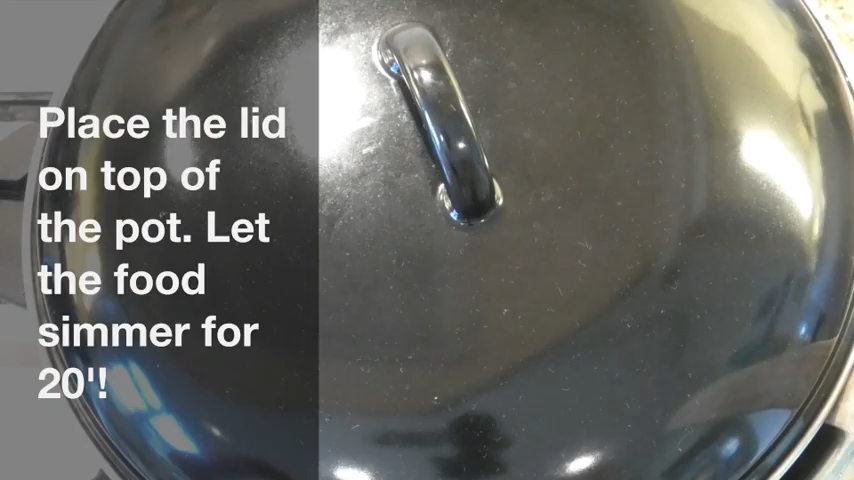 Place the lid
on top of
the pot. Let
the food
simmer for
20'!